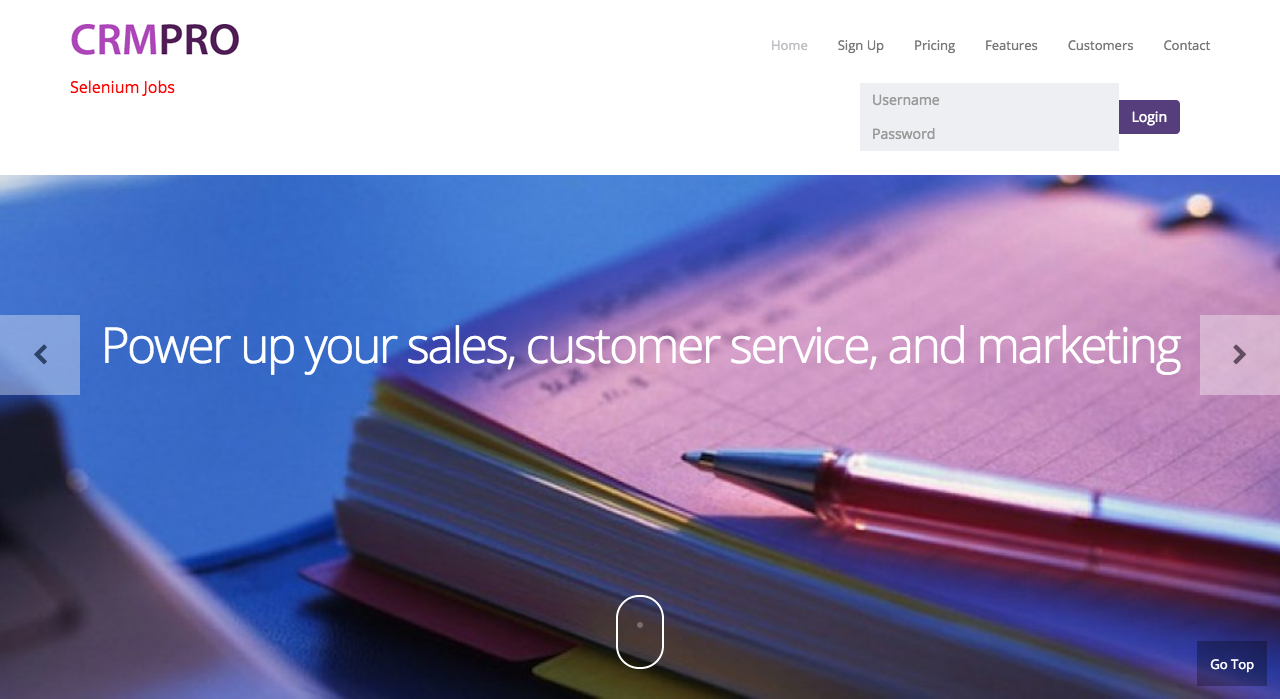 CRMPRO
Home Sign Up Pricing Features Customers Contact
Selenium Jobs
Username
Password
Login
Power up your sales, customer service, and marketing
Go Top